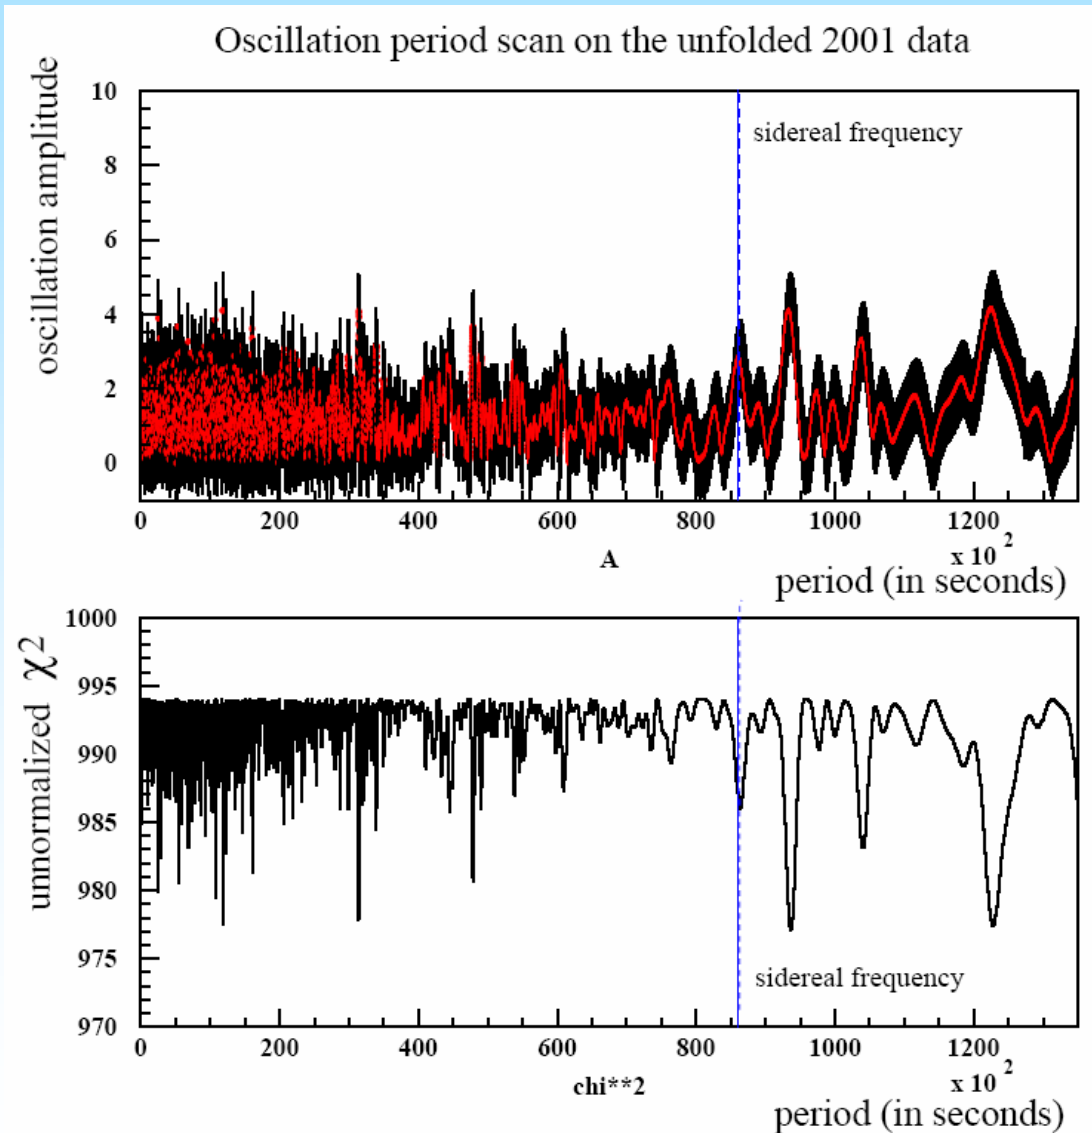 Oscillation period scan on the unfolded 2001 data
oscillation amplitude
10
8
6
4
2
0
sidereal frequency
0 200 400 600 800 1000 1200
A
x 10 2
period (in seconds)
unnormalized χ2
1000
995
990
985
980
975
970
sidereal frequency
0 200 400 600 800 1000 1200
chi**2
x 10 2
period (in seconds)